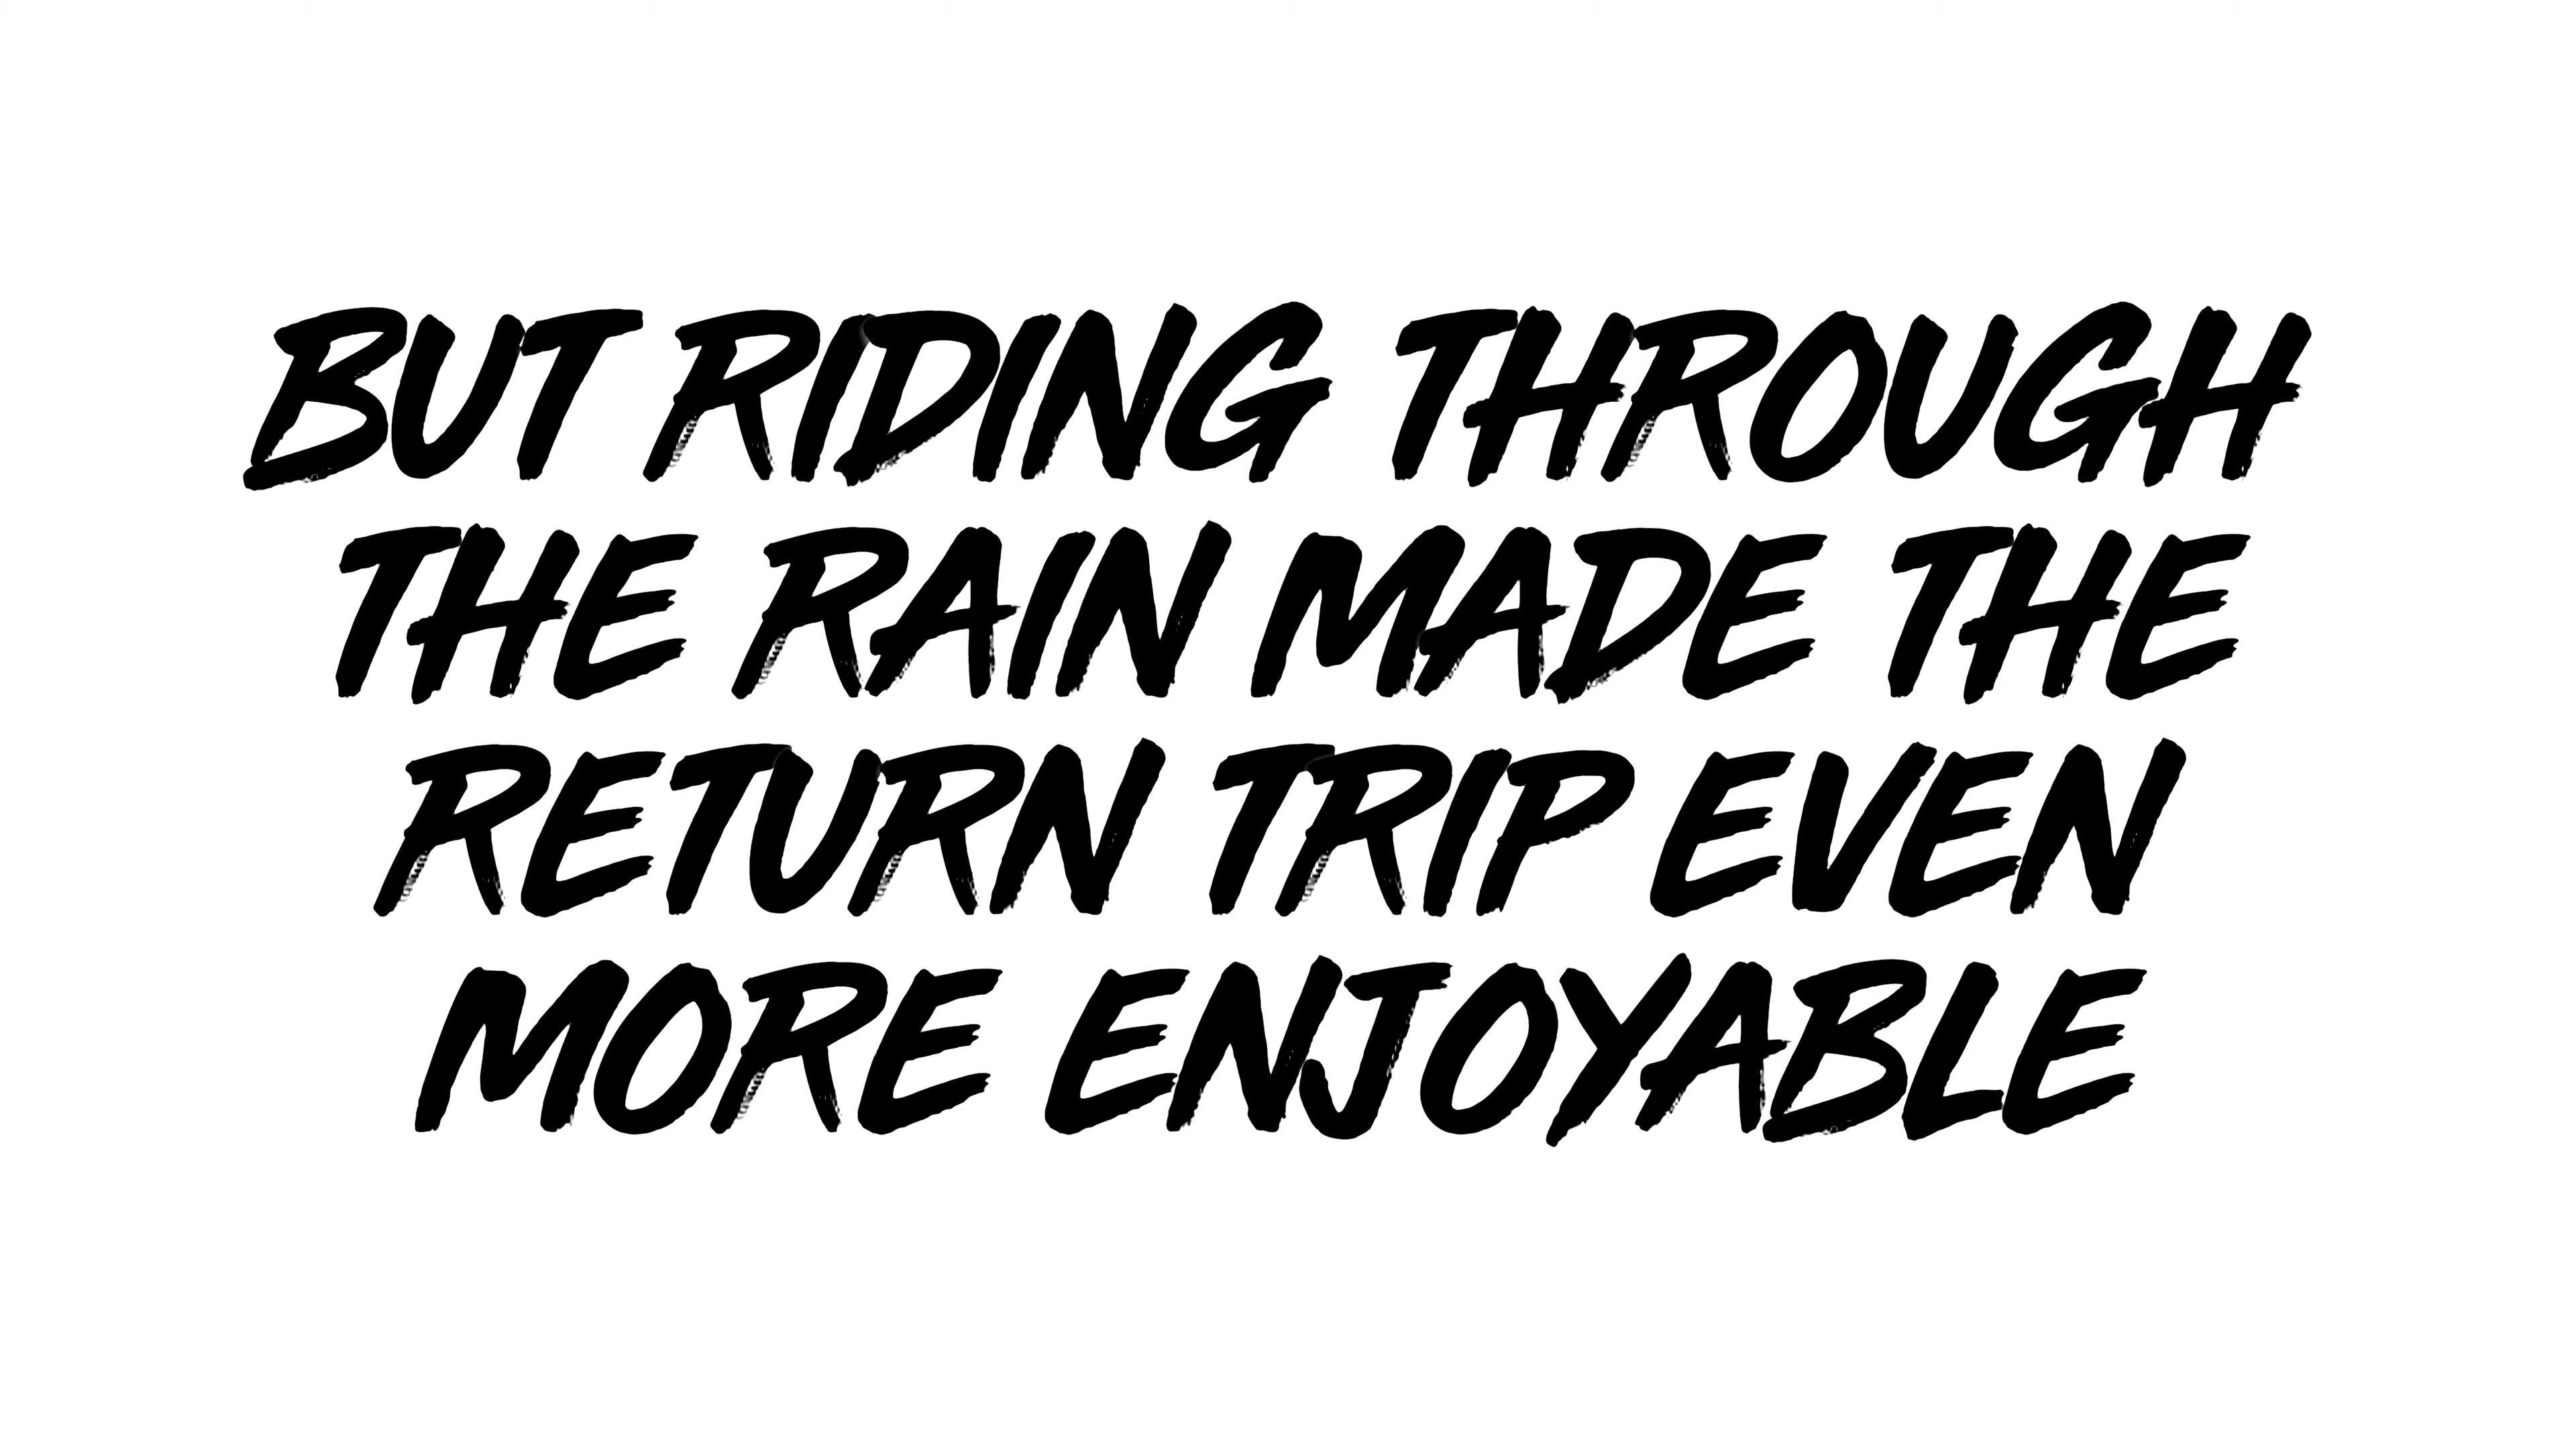 BUT RIDING THROUGH
THE RAIN MADE THE
RETURN TRIP EVEN
MORE ENJOYABLE